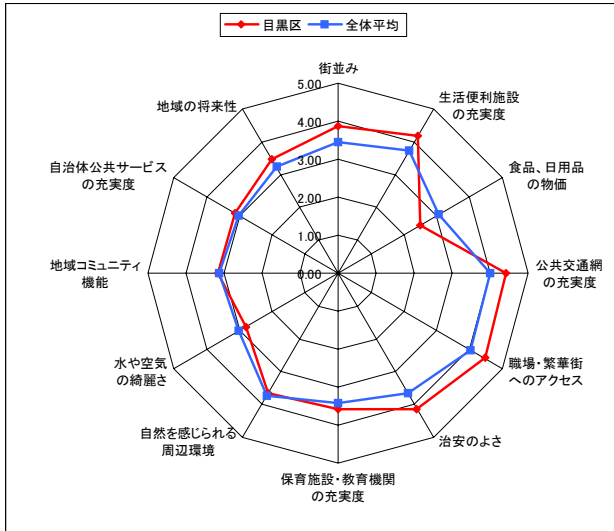 目黒区 全体平均
街並み
生活便利施設
の充実度
食品、日用品
の物価
公共交通網
の充実度
職場・繁華街
へのアクセス
治安のよさ
保育施設・教育機関
の充実度
自然を感じられる
周辺環境
水や空気
の綺麗さ
地域コミュニティ
機能
自治体公共サービス
の充実度
地域の将来性
5.00
4.00
3.00
2.00
1.00
0.00